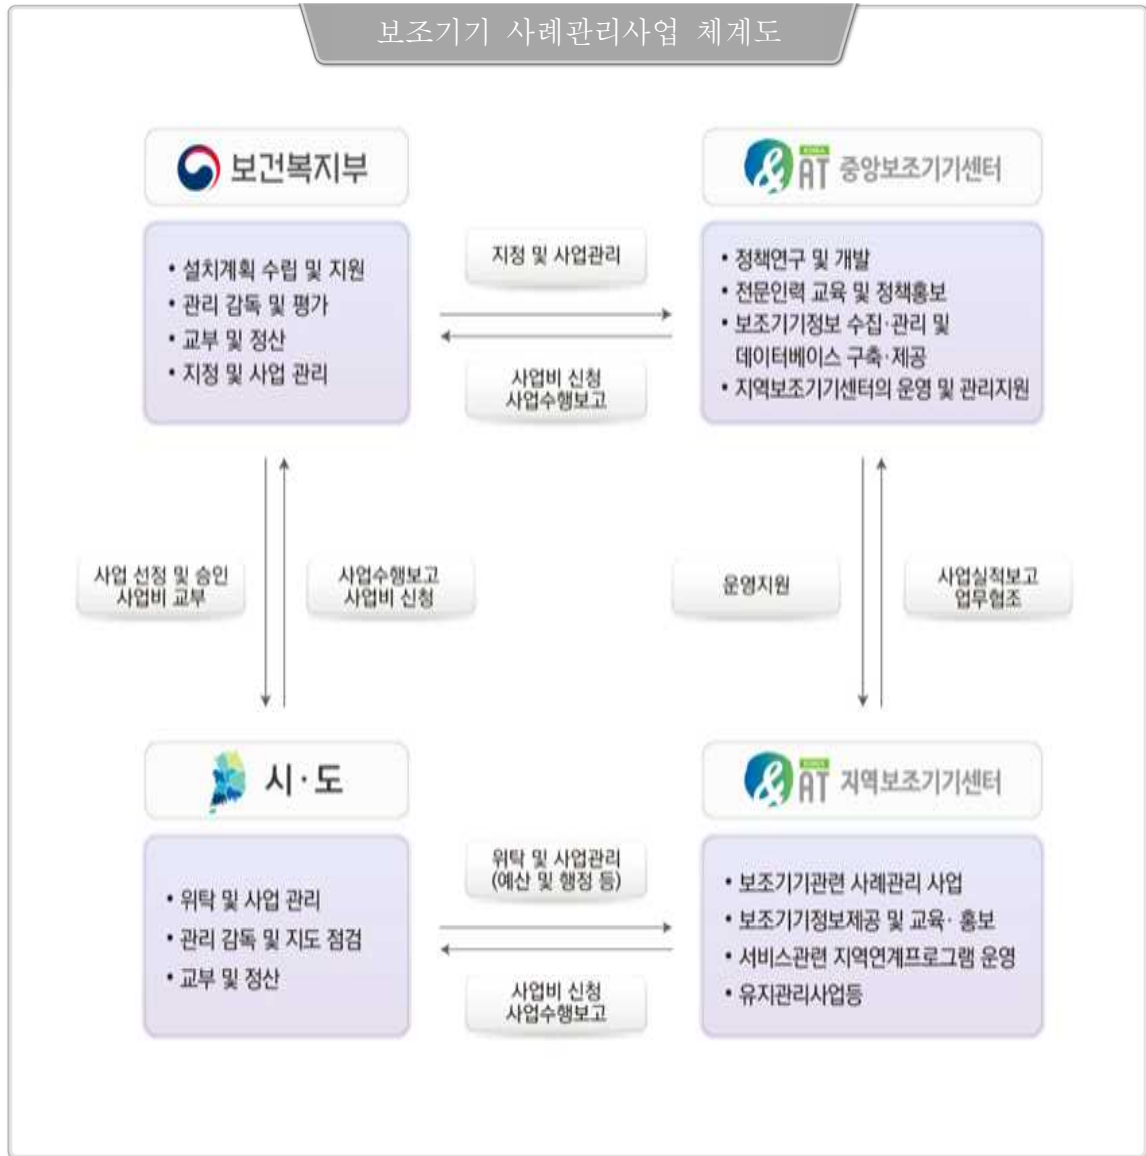 보조기기 사례관리사업 체계도
보건복지부
• 설치계획 수립 및 지원
• 관리 감독 및 평가
• 교부 및 정산
• 지정 및 사업 관리
지정 및 사업관리
사업비 신청
사업수행보고
KOREA
&AT 중앙보조기기센터
• 정책연구 및 개발
• 전문인력 교육 및 정책홍보
• 보조기기정보 수집·관리 및
데이터베이스 구축·제공
• 지역보조기기센터의 운영 및 관리지원
사업 선정 및 승인
사업비 교부
사업수행보고
사업비 신청
운영지원
사업실적보고
업무협조
시·도
• 위탁 및 사업 관리
• 관리 감독 및 지도 점검
• 교부 및 정산
위탁 및 사업관리
(예산 및 행정 등)
사업비 신청
사업수행보고
KOREA
&AT 지역보조기기센터
• 보조기기관련 사례관리 사업
• 보조기기정보제공 및 교육· 홍보
• 서비스관련 지역연계프로그램 운영
• 유지관리사업등